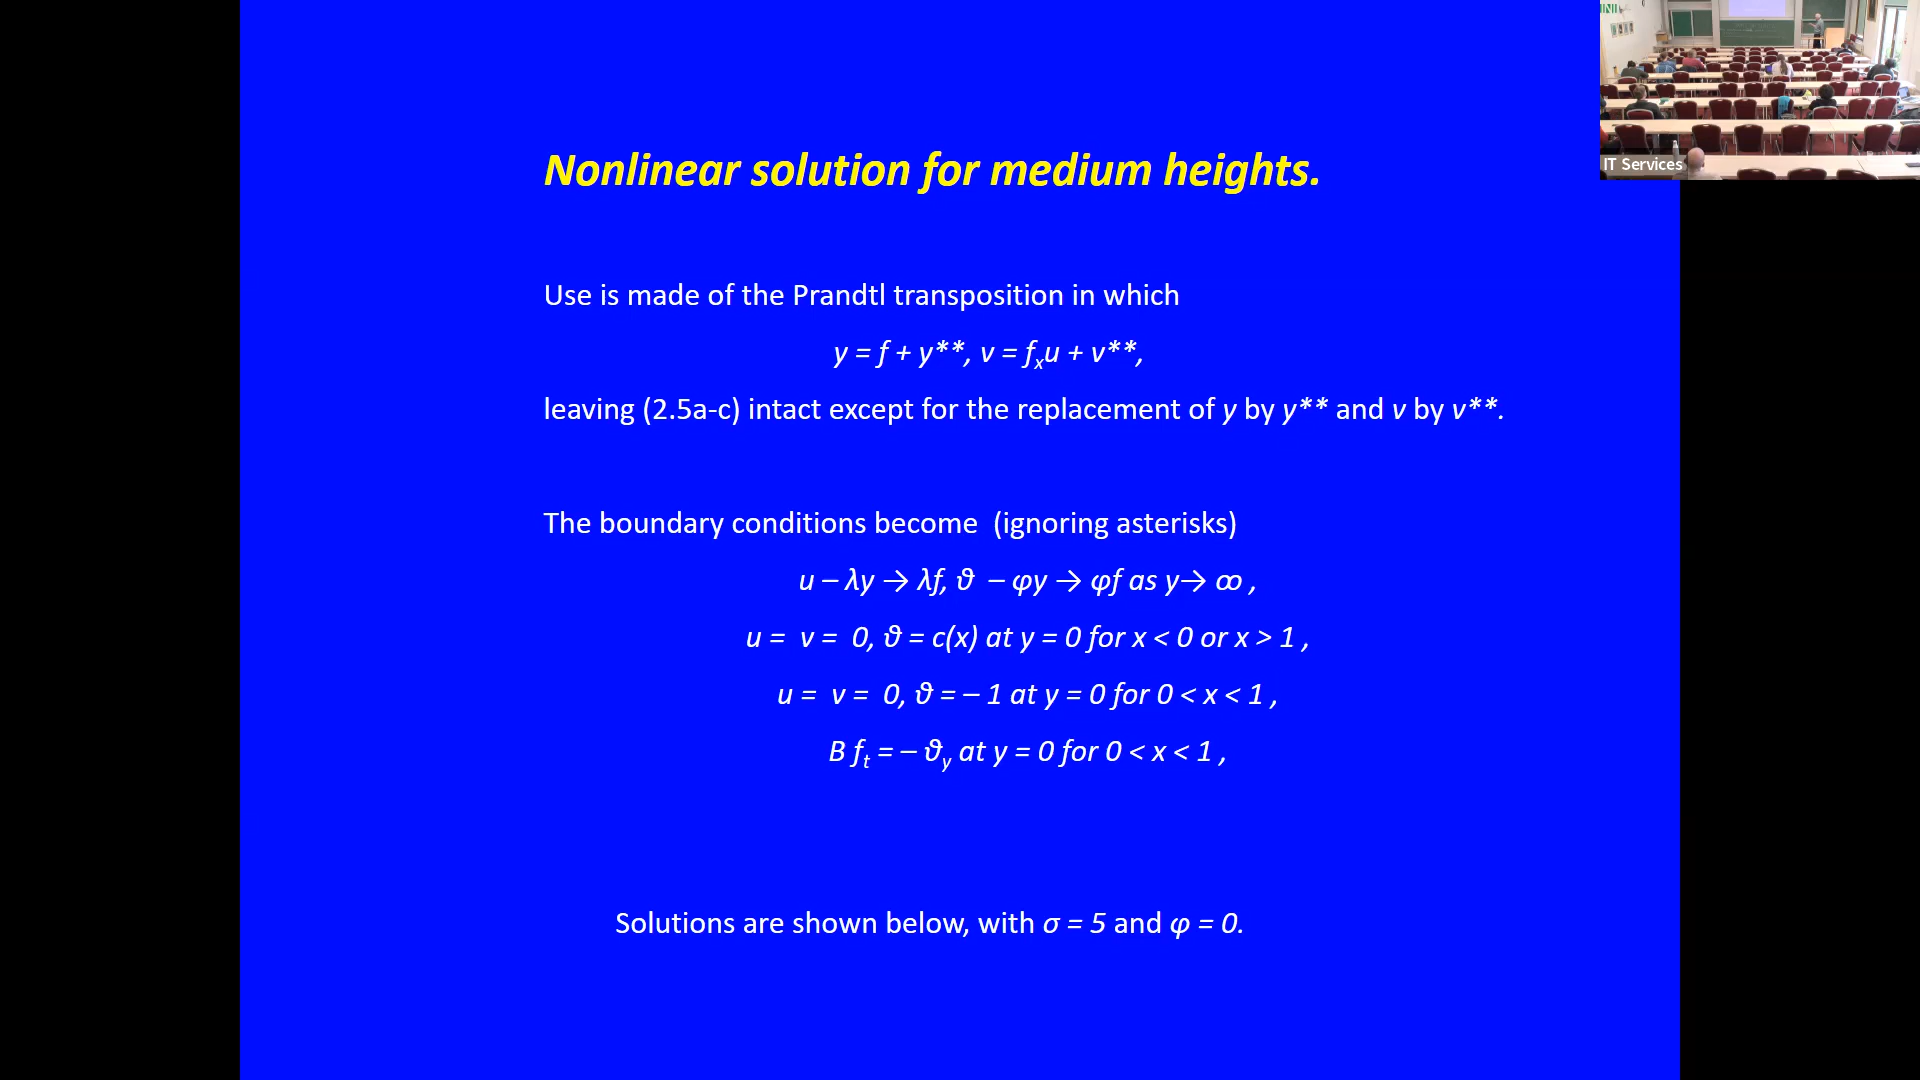 Nonlinear solution for medium heights.
Use is made of the Prandtl transposition in which
y = f + y**, v = fₓu + v**,
leaving (2.5a-c) intact except for the replacement of y by y** and v by v**.
The boundary conditions become (ignoring asterisks)
u – λy → λf, ϑ – φy → φf as y→ ∞ ,
u = v = 0, ϑ = c(x) at y = 0 for x < 0 or x > 1 ,
u = v = 0, ϑ = – 1 at y = 0 for 0 < x < 1 ,
B f_t = – ϑ_y at y = 0 for 0 < x < 1 ,
Solutions are shown below, with σ = 5 and φ = 0.
IT Services